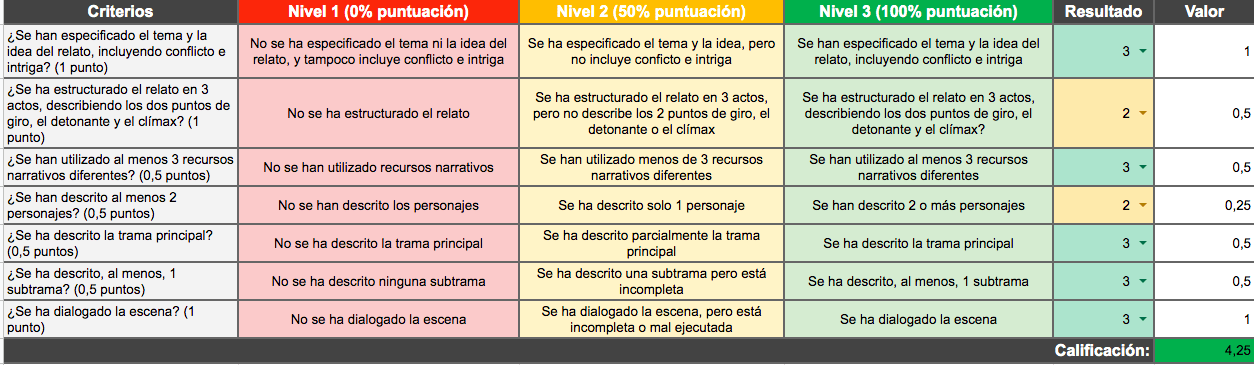 Criterios
Nivel 1 (0% puntuación)
Nivel 2 (50% puntuación)
Nivel 3 (100% puntuación)
Resultado
Valor
¿Se han especificado el tema y la
idea del relato, incluyendo conflicto e
intriga? (1 punto)
No se ha especificado el tema ni la idea del
relato, y tampoco incluye conflicto e intriga
Se ha especificado el tema y la idea, pero
no incluye conficto e intriga
Se han especificado el tema y la idea del
relato, incluyendo conflicto e intriga
3
1
¿Se ha estructurado el relato en 3
actos, describiendo los dos puntos de
giro, el detonante y el clímax? (1
punto)
No se ha estructurado el relato
Se ha estructurado el relato en 3 actos,
pero no describe los 2 puntos de giro, el
detonante o el clímax
Se ha estructurado el relato en 3 actos,
describiendo los dos puntos de giro, el
detonante y el clímax?
2
0,5
¿Se han utilizado al menos 3 recursos
narrativos diferentes? (0,5 puntos)
No se han utilizado recursos narrativos
Se han utilizado menos de 3 recursos
narrativos diferentes
Se han utilizado al menos 3 recursos
narrativos diferentes
3
0,5
¿Se han descrito al menos 2
personajes? (0,5 puntos)
No se han descrito los personajes
Se ha descrito solo 1 personaje
Se han descrito 2 o más personajes
2
0,25
¿Se ha descrito la trama principal?
(0,5 puntos)
No se ha descrito la trama principal
Se ha descrito parcialmente la trama
principal
Se ha descrito la trama principal
3
0,5
¿Se ha descrito, al menos, 1
subtrama? (0,5 puntos)
No se ha descrito ninguna subtrama
Se ha descrito una subtrama pero está
incompleta
Se ha descrito, al menos, 1 subtrama
3
0,5
¿Se ha dialogado la escena? (1
punto)
No se ha dialogado la escena
Se ha dialogado la escena, pero está
incompleta o mal ejecutada
Se ha dialogado la escena
3
1
Calificación:
4,25